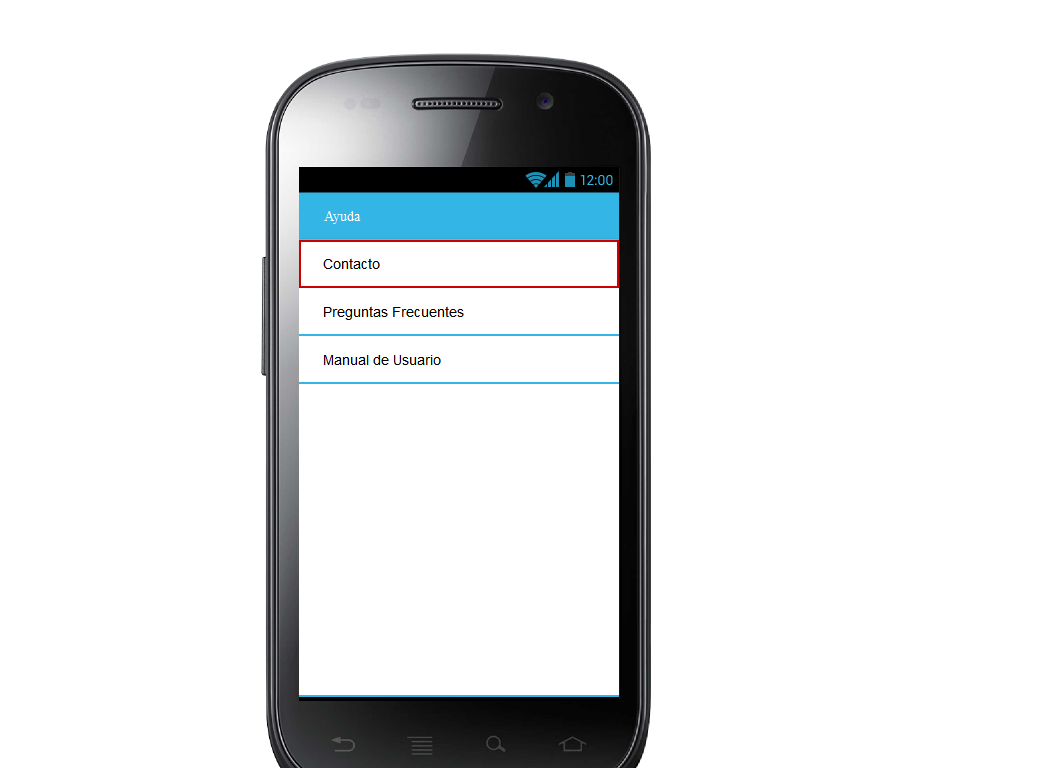 12:00
Ayuda
Contacto
Preguntas Frecuentes
Manual de Usuario